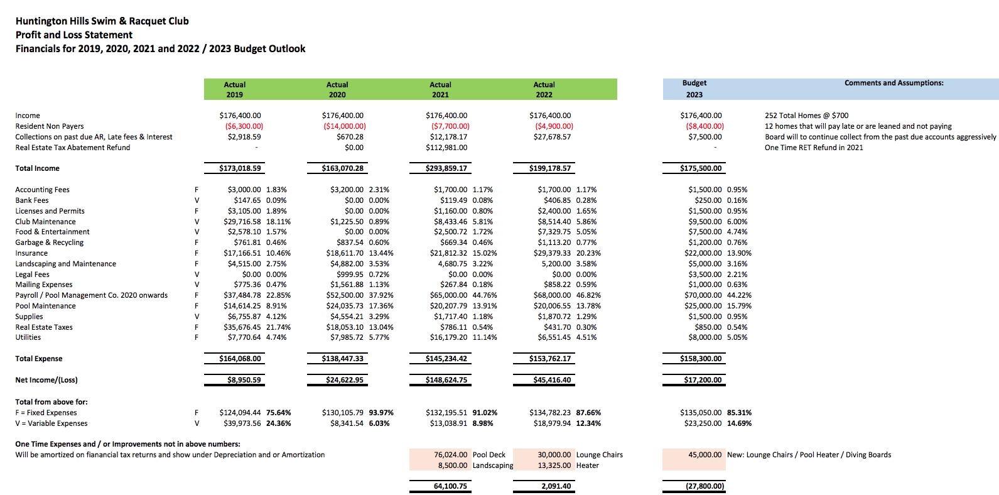 Huntington Hills Swim & Racquet Club
Profit and Loss Statement
Financials for 2019, 2020, 2021 and 2022 / 2023 Budget Outlook
Actual Actual Actual Actual Budget Comments and Assumptions:
2019 2020 2021 2022 2023
Income $176,400.00 $176,400.00 $176,400.00 $176,400.00 $176,400.00 252 Total Homes @ $700
Resident Non Payers ($6,300.00) ($14,000.00) ($7,700.00) ($4,900.00) ($8,400.00) 12 homes that will pay late or are leaned and not paying
Collections on past due AR, Late fees & Interest $2,918.59 $670.28 $12,178.17 $27,678.57 $7,500.00 Board will to continue collect from the past due accounts aggressively
Real Estate Tax Abatement Refund - $0.00 $112,981.00 - One Time RET Refund in 2021
Total Income $173,018.59 $163,070.28 $293,859.17 $199,178.57 $175,500.00
Accounting Fees F $3,000.00 1.83% $3,200.00 2.31% $1,700.00 1.17% $1,700.00 1.17% $1,500.00 0.95%
Bank Fees V $147.65 0.09% $0.00 0.00% $119.49 0.08% $406.85 0.28% $250.00 0.16%
Licenses and Permits F $3,105.00 1.89% $0.00 0.00% $1,160.00 0.80% $2,400.00 1.65% $1,500.00 0.95%
Club Maintenance V $29,716.58 18.11% $1,225.50 0.89% $8,433.46 5.81% $8,514.40 5.86% $9,500.00 6.00%
Food & Entertainment V $2,578.10 1.57% $0.00 0.00% $2,500.72 1.72% $7,329.75 5.05% $7,500.00 4.74%
Garbage & Recycling F $761.81 0.46% $837.54 0.60% $669.34 0.46% $1,113.20 0.77% $1,200.00 0.76%
Insurance F $17,166.51 10.46% $18,611.70 13.44% $21,812.32 15.02% $29,379.33 20.23% $22,000.00 13.90%
Landscaping and Maintenance F $4,515.00 2.75% $4,882.00 3.53% 4,680.75 3.22% 5,200.00 3.58% $5,000.00 3.16%
Legal Fees V $0.00 0.00% $999.95 0.72% $0.00 0.00% $0.00 0.00% $3,500.00 2.21%
Mailing Expenses V $775.36 0.47% $1,561.88 1.13% $267.84 0.18% $858.22 0.59% $1,000.00 0.63%
Payroll / Pool Management Co. 2020 onwards F $37,484.78 22.85% $52,500.00 37.92% $65,000.00 44.76% $68,000.00 46.82% $70,000.00 44.22%
Pool Maintenance F $14,614.25 8.91% $24,035.73 17.36% $20,207.79 13.91% $20,006.55 13.78% $25,000.00 15.79%
Supplies V $6,755.87 4.12% $4,554.21 3.29% $1,717.40 1.18% $1,870.72 1.29% $1,500.00 0.95%
Real Estate Taxes F $35,676.45 21.74% $18,053.10 13.04% $786.11 0.54% $431.70 0.30% $850.00 0.54%
Utilities F $7,770.64 4.74% $7,985.72 5.77% $16,179.20 11.14% $6,551.45 4.51% $8,000.00 5.05%
Total Expense $164,068.00 $138,447.33 $145,234.42 $153,762.17 $158,300.00
Net Income/(Loss) $8,950.59 $24,622.95 $148,624.75 $45,416.40 $17,200.00
Total from above for:
F = Fixed Expenses F $124,094.44 75.64% $130,105.79 93.97% $132,195.51 91.02% $134,782.23 87.66% $135,050.00 85.31%
V = Variable Expenses V $39,973.56 24.36% $8,341.54 6.03% $13,038.91 8.98% $18,979.94 12.34% $23,250.00 14.69%
One Time Expenses and / or Improvements not in above numbers:
Will be amortized on fianancial tax returns and show under Depreciation and or Amortization 76,024.00 Pool Deck 30,000.00 Lounge Chairs 45,000.00 New: Lounge Chairs / Pool Heater / Diving Boards
8,500.00 Landscaping 13,325.00 Heater
64,100.75 2,091.40 (27,800.00)